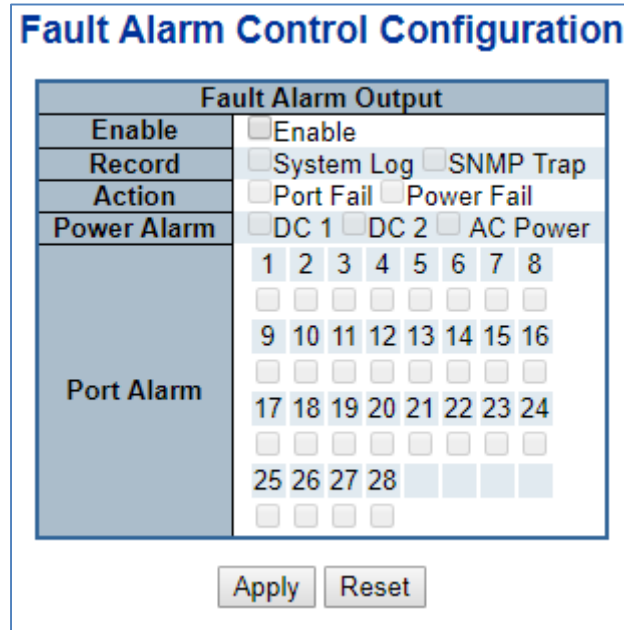 Fault Alarm Control Configuration
Fault Alarm Output
Enable Enable
Record System Log SNMP Trap
Action Port Fail Power Fail
Power Alarm DC 1 DC 2 AC Power
Port Alarm
1 2 3 4 5 6 7 8
9 10 11 12 13 14 15 16
17 18 19 20 21 22 23 24
25 26 27 28
Apply Reset